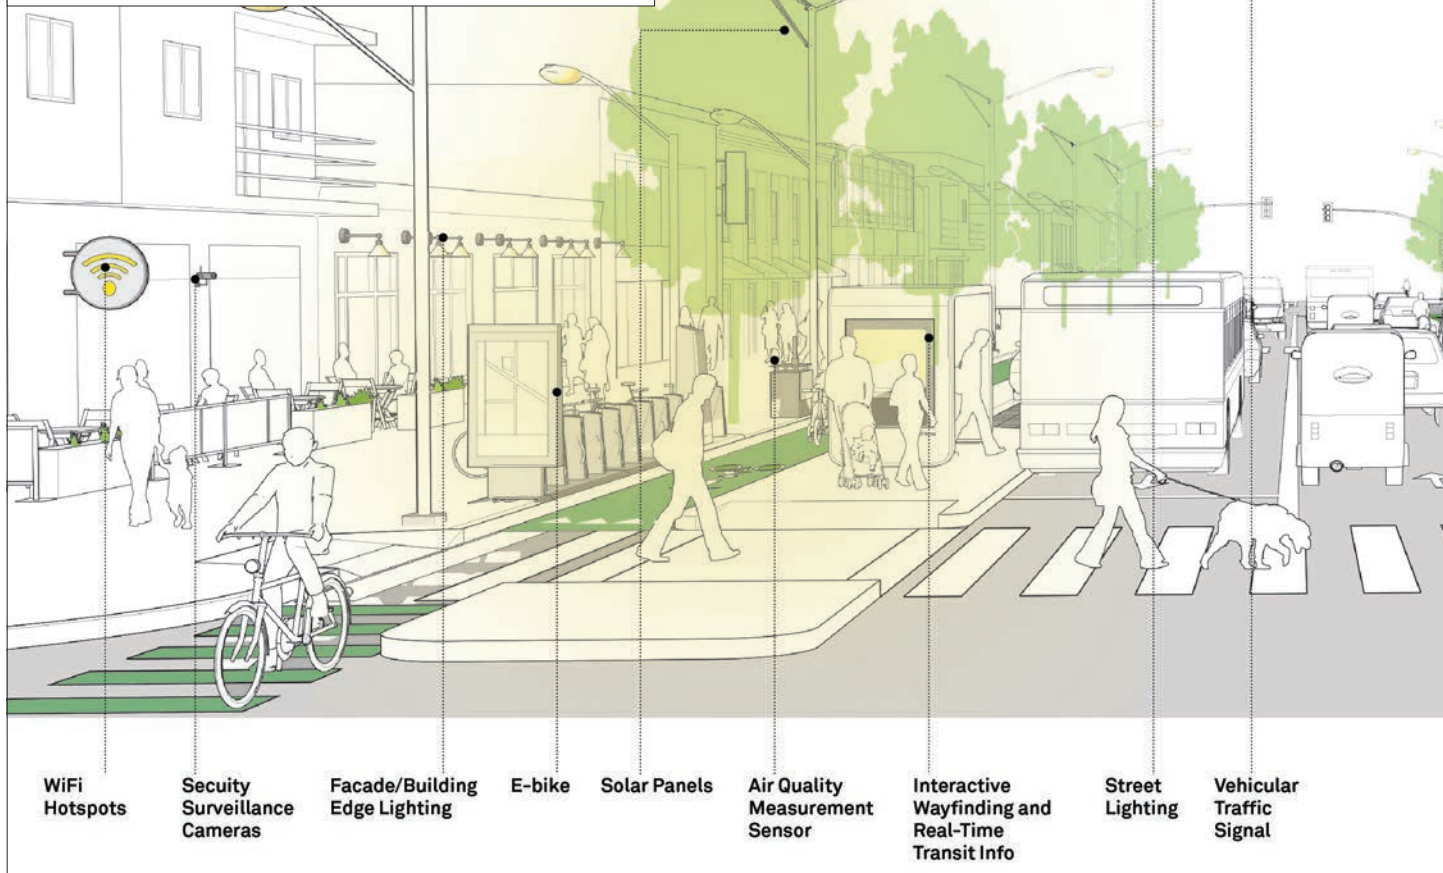 WiFi
Hotspots
Secuity
Surveillance
Cameras
Facade/Building
Edge Lighting
E-bike
Solar Panels
Air Quality
Measurement
Sensor
Interactive
Wayfinding and
Real-Time
Transit Info
Street
Lighting
Vehicular
Traffic
Signal